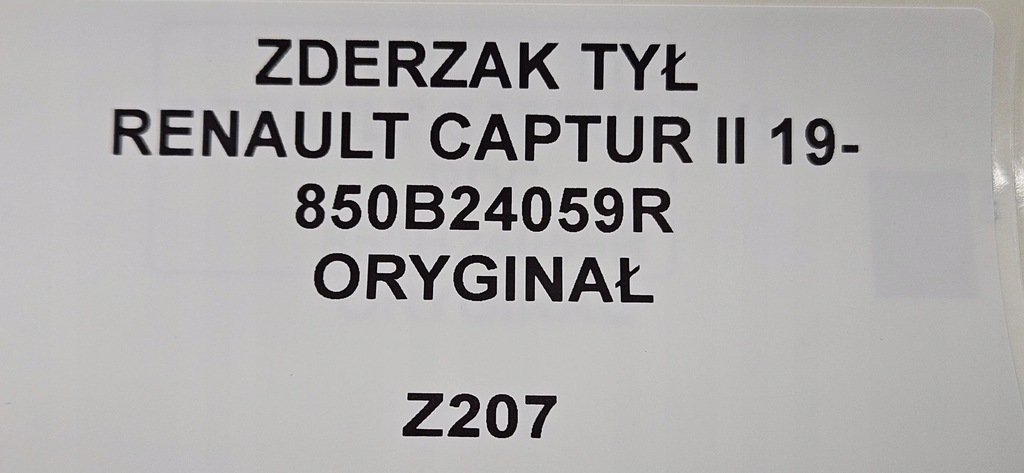 ZDERZAK TYŁ
RENAULT CAPTUR II 19-
850B24059R
ORYGINAŁ
Z207